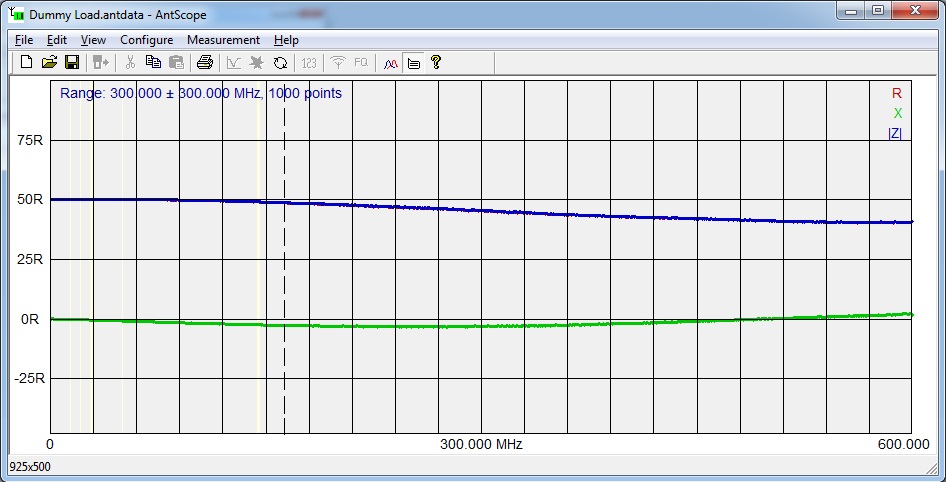 Dummy Load.antdata - AntScope
File Edit View Configure Measurement Help
123 FQ ?
Range: 300.000 ± 300.000 MHz, 1000 points
R
X
|Z|
75R
50R
25R
0R
-25R
0 300.000 MHz 600.000
925x500